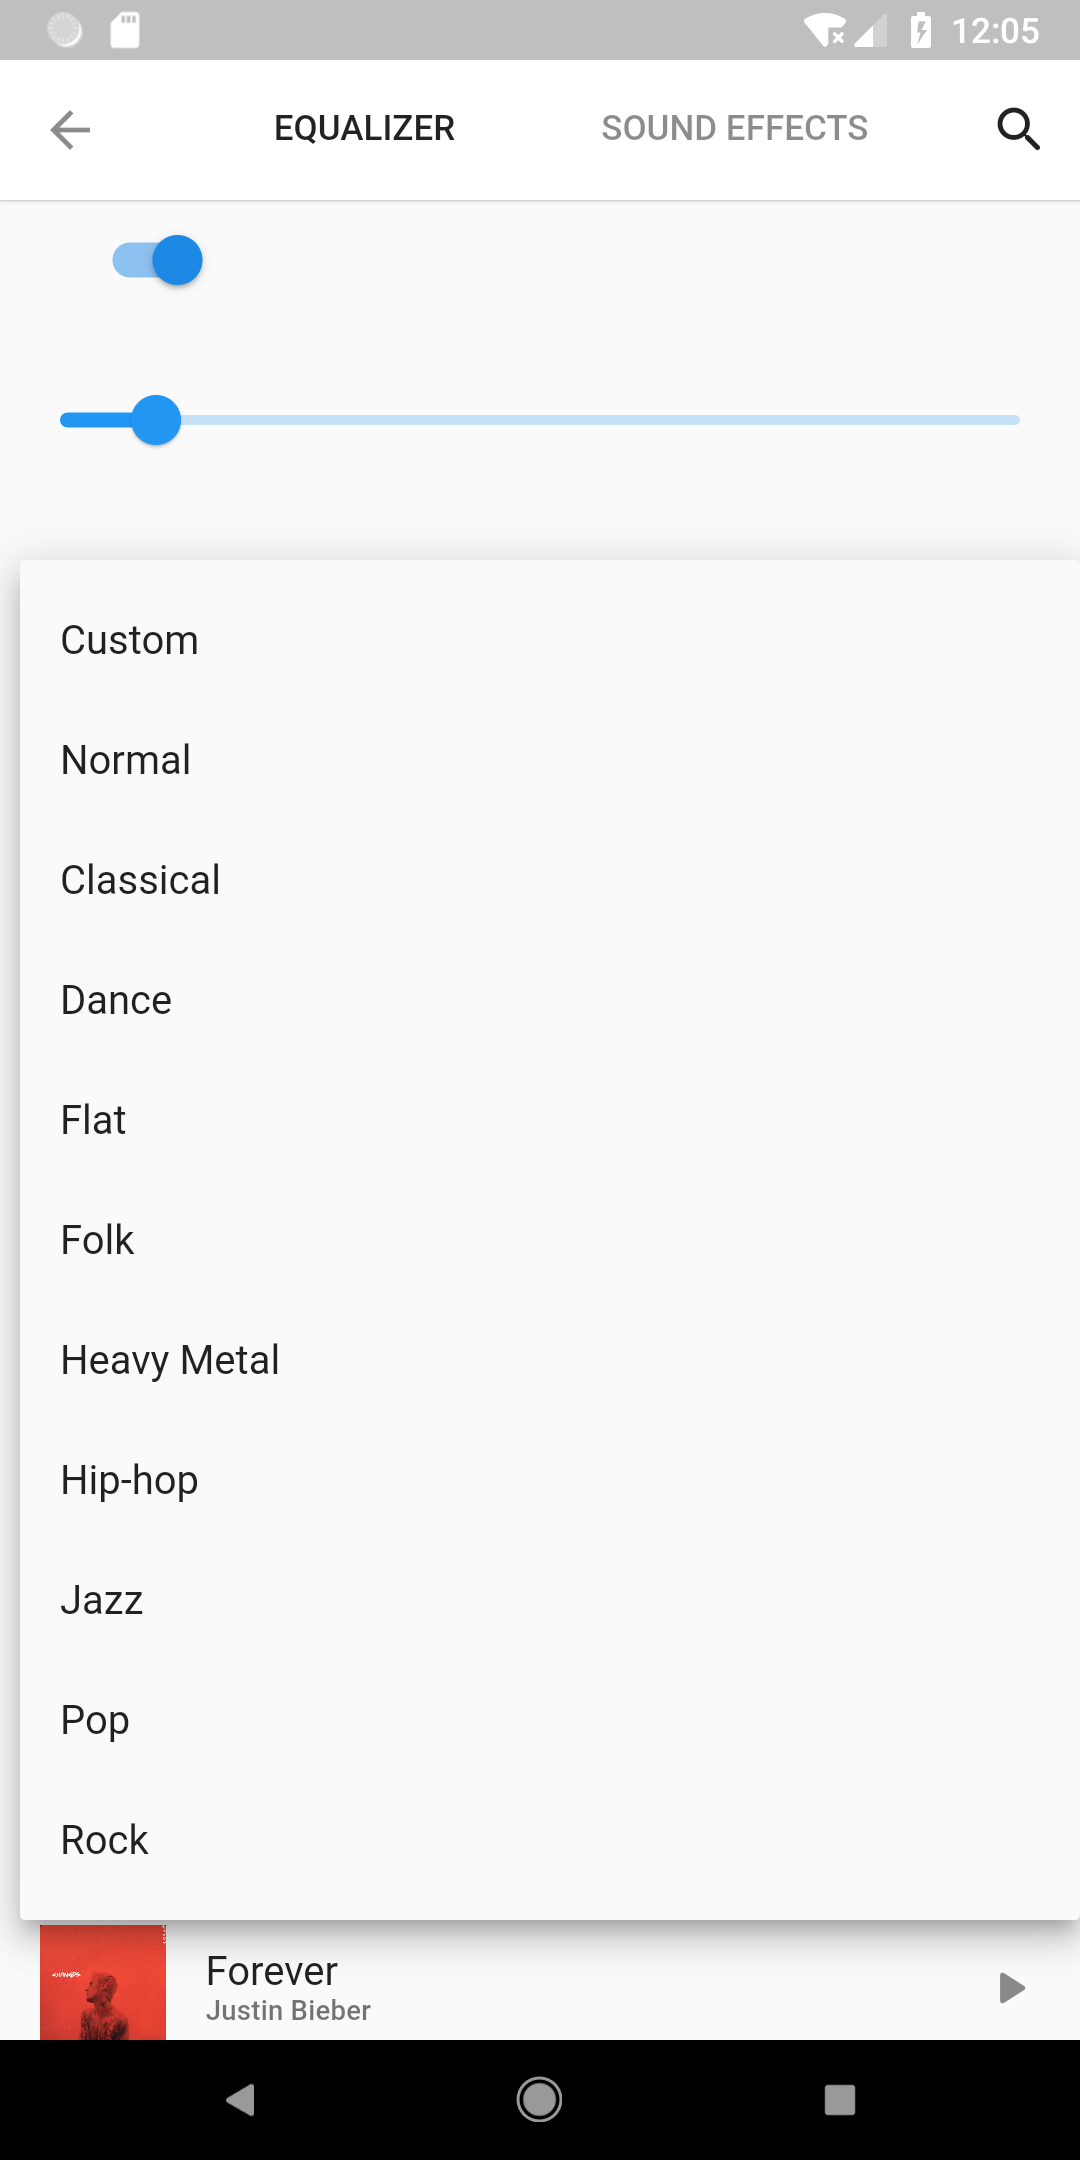 12:05
EQUALIZER
SOUND EFFECTS
Custom
Normal
Classical
Dance
Flat
Folk
Heavy Metal
Hip-hop
Jazz
Pop
Rock
Forever
Justin Bieber